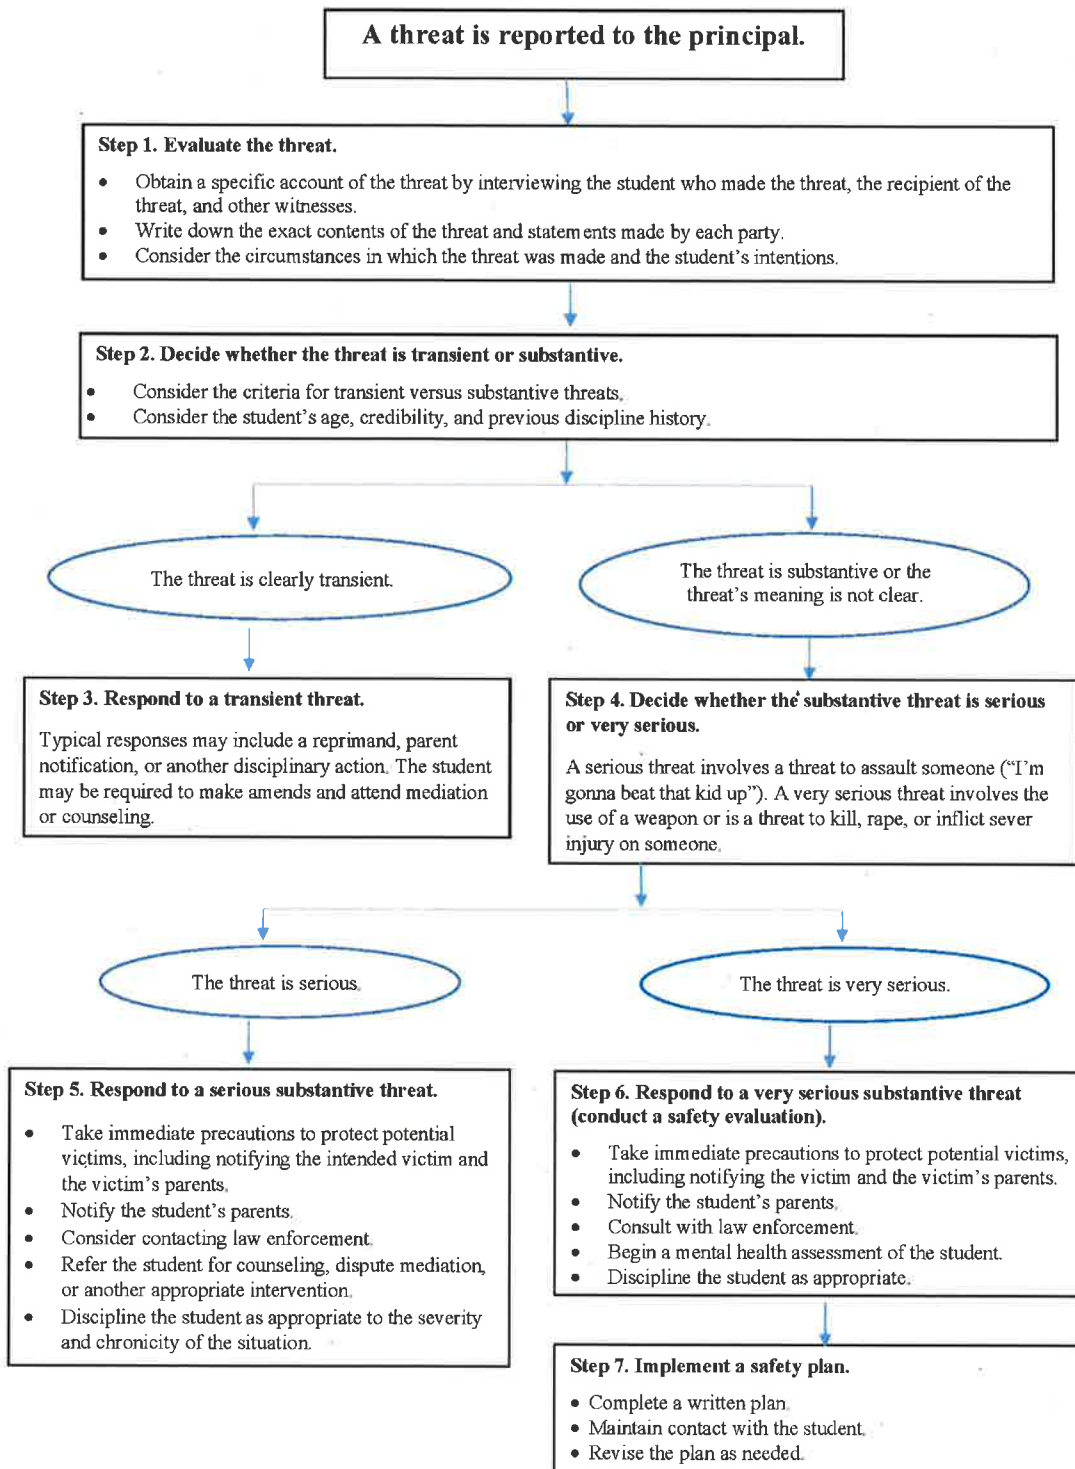 A threat is reported to the principal.
Step 1. Evaluate the threat.
• Obtain a specific account of the threat by interviewing the student who made the threat, the recipient of the
threat, and other witnesses.
• Write down the exact contents of the threat and statements made by each party.
• Consider the circumstances in which the threat was made and the student's intentions.
Step 2. Decide whether the threat is transient or substantive.
• Consider the criteria for transient versus substantive threats.
• Consider the student's age, credibility, and previous discipline history.
The threat is clearly transient.
The threat is substantive or the
threat's meaning is not clear.
Step 3. Respond to a transient threat.
Typical responses may include a reprimand, parent
notification, or another disciplinary action. The student
may be required to make amends and attend mediation
or counseling.
Step 4. Decide whether the substantive threat is serious
or very serious.
A serious threat involves a threat to assault someone ("I'm
gonna beat that kid up"). A very serious threat involves the
use of a weapon or is a threat to kill, rape, or inflict sever
injury on someone.
The threat is serious.
The threat is very serious.
Step 5. Respond to a serious substantive threat.
• Take immediate precautions to protect potential
victims, including notifying the intended victim and
the victim's parents.
• Notify the student's parents.
• Consider contacting law enforcement.
• Refer the student for counseling, dispute mediation,
or another appropriate intervention.
• Discipline the student as appropriate to the severity
and chronicity of the situation.
Step 6. Respond to a very serious substantive threat
(conduct a safety evaluation).
• Take immediate precautions to protect potential victims,
including notifying the victim and the victim's parents.
• Notify the student's parents.
• Consult with law enforcement.
• Begin a mental health assessment of the student.
• Discipline the student as appropriate.
Step 7. Implement a safety plan.
• Complete a written plan.
• Maintain contact with the student.
• Revise the plan as needed.